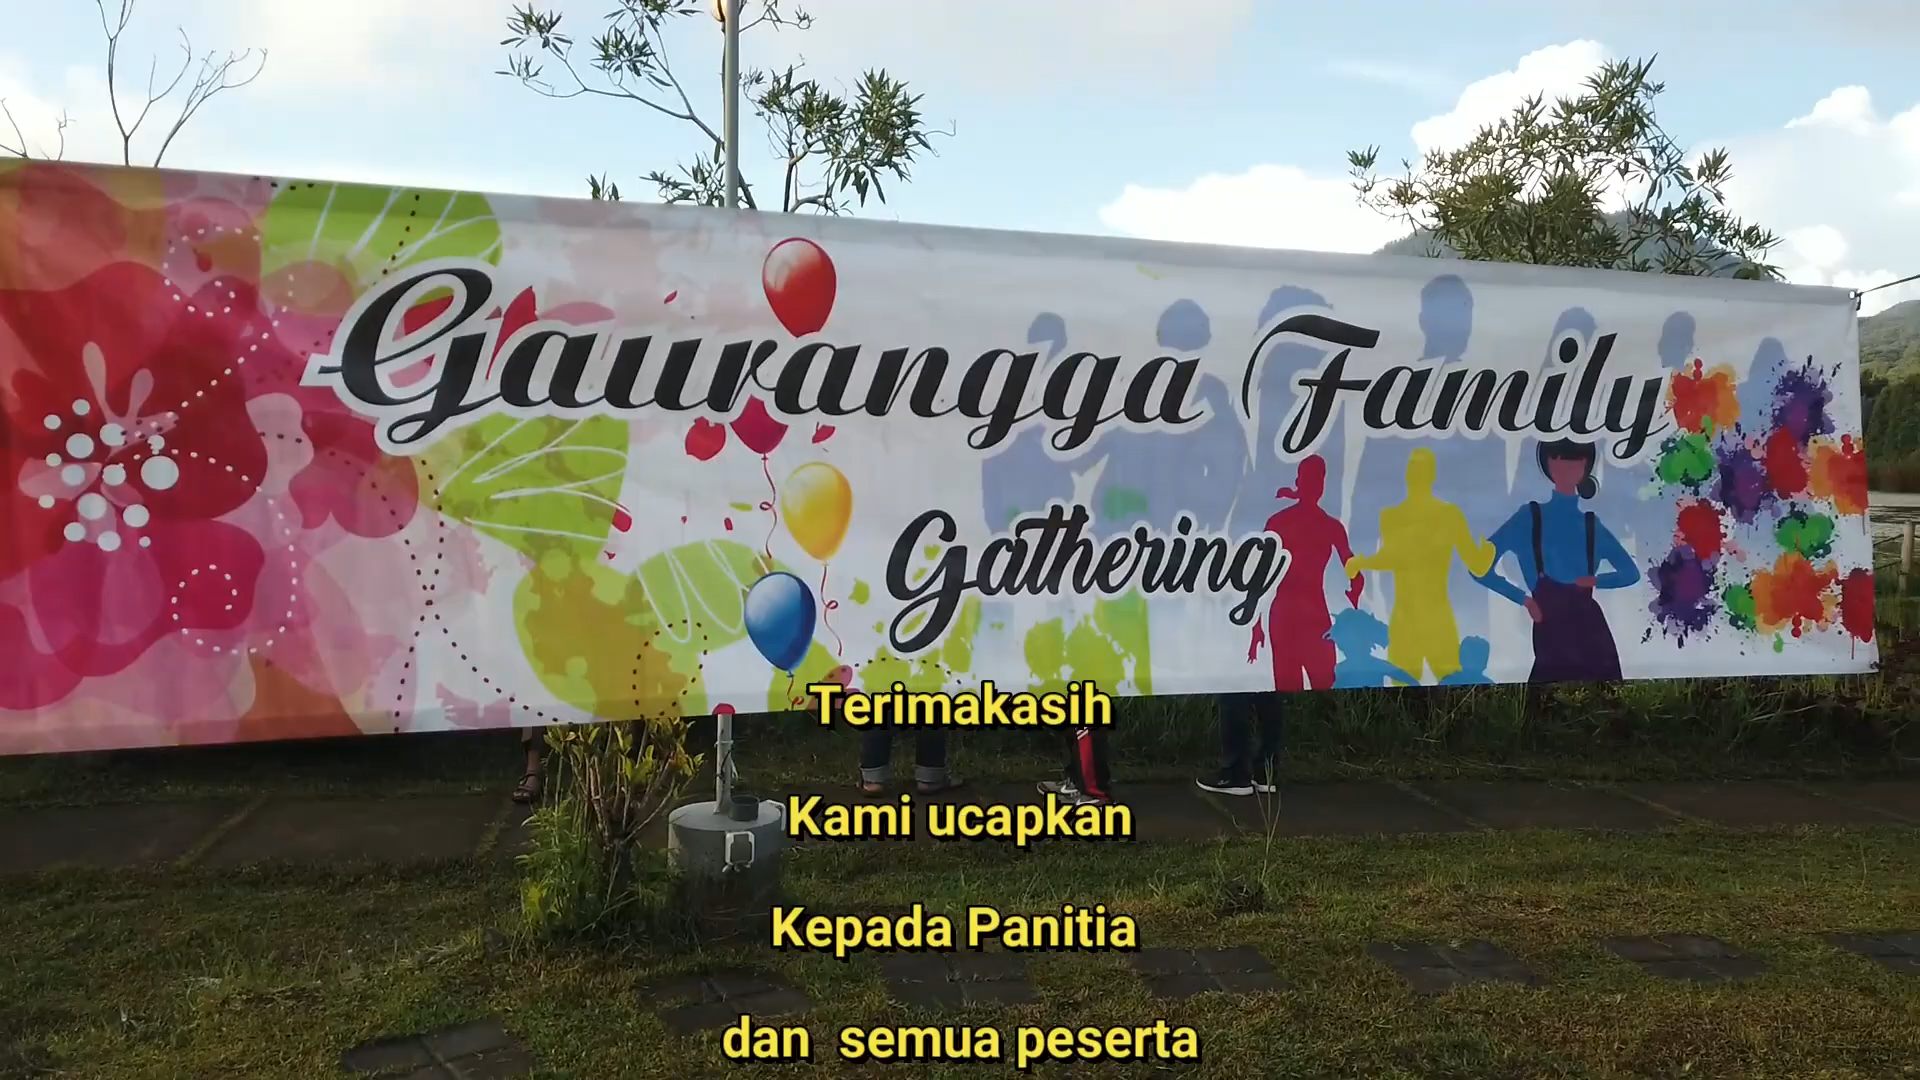 Gaurangga Family
Gathering
Terimakasih
Kami ucapkan
Kepada Panitia
dan semua peserta